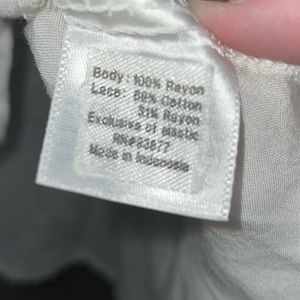 Body: 100% Rayon
Lace: 69% Cotton
31% Rayon
Exclusive of elastic
Made in Indonesia